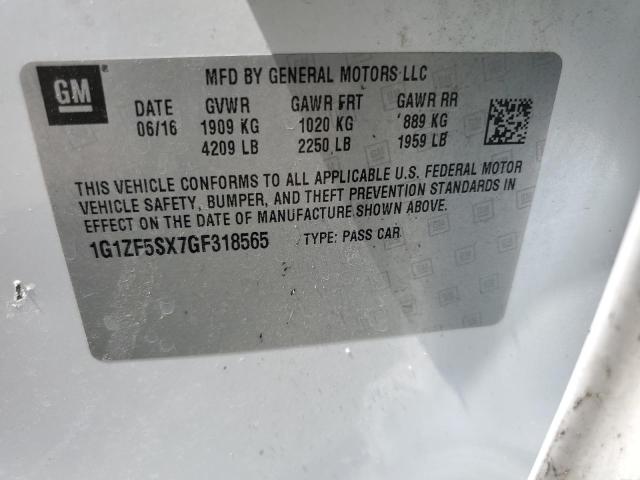 GM
MFD BY GENERAL MOTORS LLC
DATE GVWR GAWR FRT GAWR RR
06/16 1909 KG 1020 KG 889 KG
4209 LB 2250 LB 1959 LB
THIS VEHICLE CONFORMS TO ALL APPLICABLE U.S. FEDERAL MOTOR
VEHICLE SAFETY, BUMPER, AND THEFT PREVENTION STANDARDS IN
EFFECT ON THE DATE OF MANUFACTURE SHOWN ABOVE.
1G1ZF5SX7GF318565 TYPE: PASS CAR